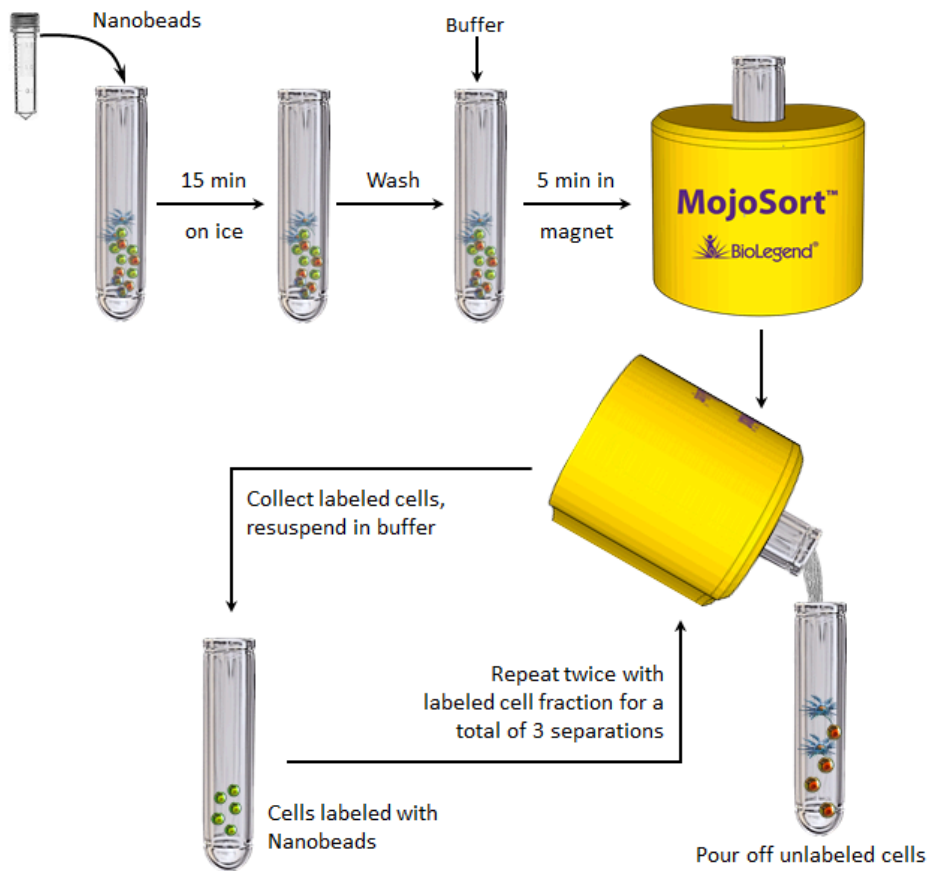 Nanobeads
Buffer
15 min
on ice
Wash
5 min in
magnet
MojoSort™
BioLegend®
Collect labeled cells,
resuspend in buffer
Repeat twice with
labeled cell fraction for a
total of 3 separations
Cells labeled with
Nanobeads
Pour off unlabeled cells